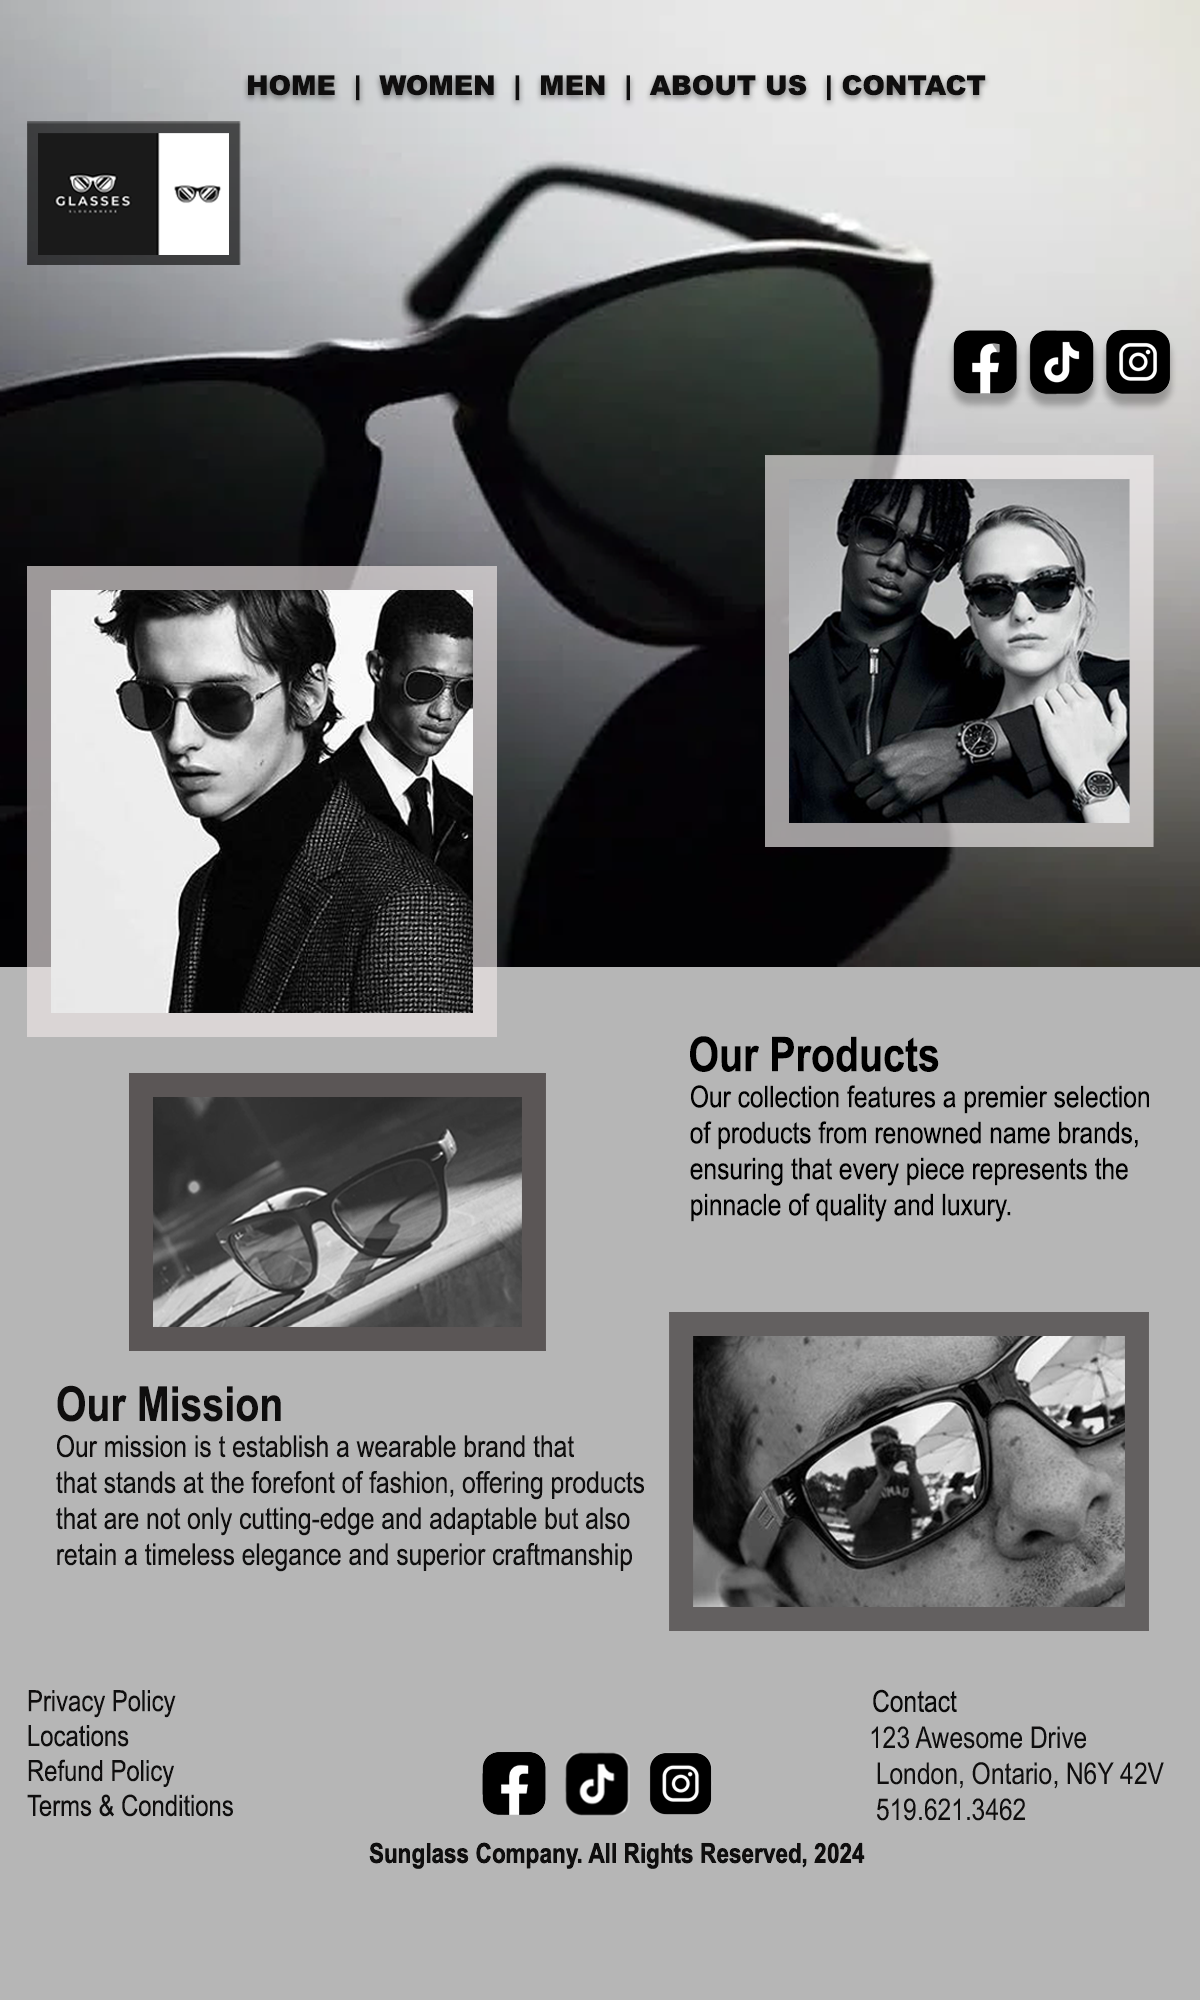 HOME | WOMEN | MEN | ABOUT US | CONTACT
GLASSES
Our Products
Our collection features a premier selection
of products from renowned name brands,
ensuring that every piece represents the
pinnacle of quality and luxury.
Our Mission
Our mission is t establish a wearable brand that
that stands at the forefont of fashion, offering products
that are not only cutting-edge and adaptable but also
retain a timeless elegance and superior craftmanship
Privacy Policy
Locations
Refund Policy
Terms & Conditions
Contact
123 Awesome Drive
London, Ontario, N6Y 42V
519.621.3462
Sunglass Company. All Rights Reserved, 2024